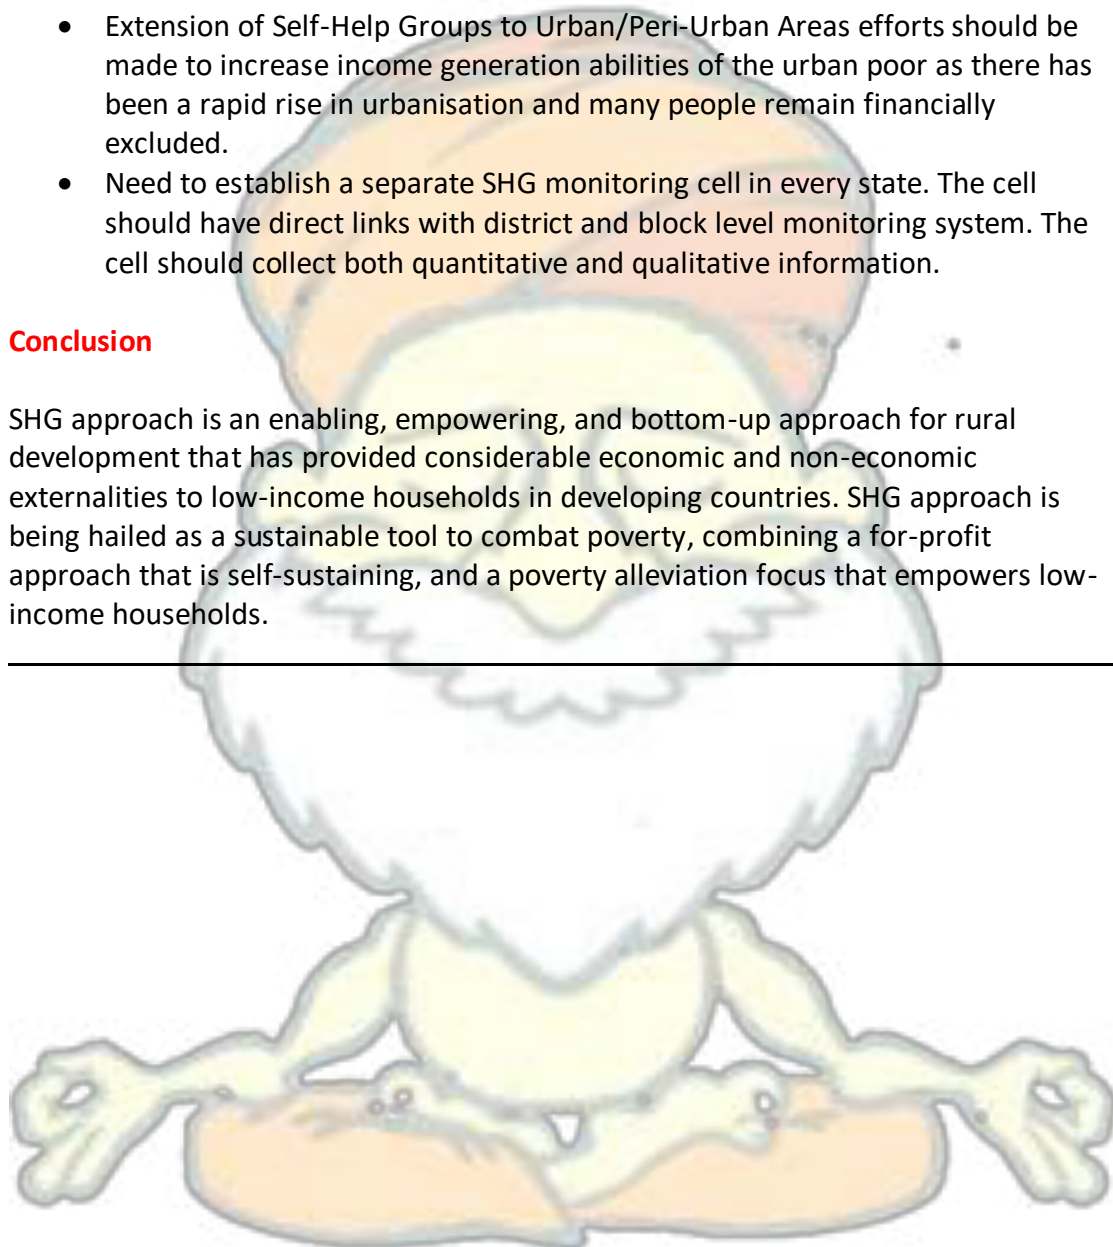 • Extension of Self-Help Groups to Urban/Peri-Urban Areas efforts should be
made to increase income generation abilities of the urban poor as there has
been a rapid rise in urbanisation and many people remain financially
excluded.
• Need to establish a separate SHG monitoring cell in every state. The cell
should have direct links with district and block level monitoring system. The
cell should collect both quantitative and qualitative information.
Conclusion
SHG approach is an enabling, empowering, and bottom-up approach for rural
development that has provided considerable economic and non-economic
externalities to low-income households in developing countries. SHG approach is
being hailed as a sustainable tool to combat poverty, combining a for-profit
approach that is self-sustaining, and a poverty alleviation focus that empowers low-
income households.